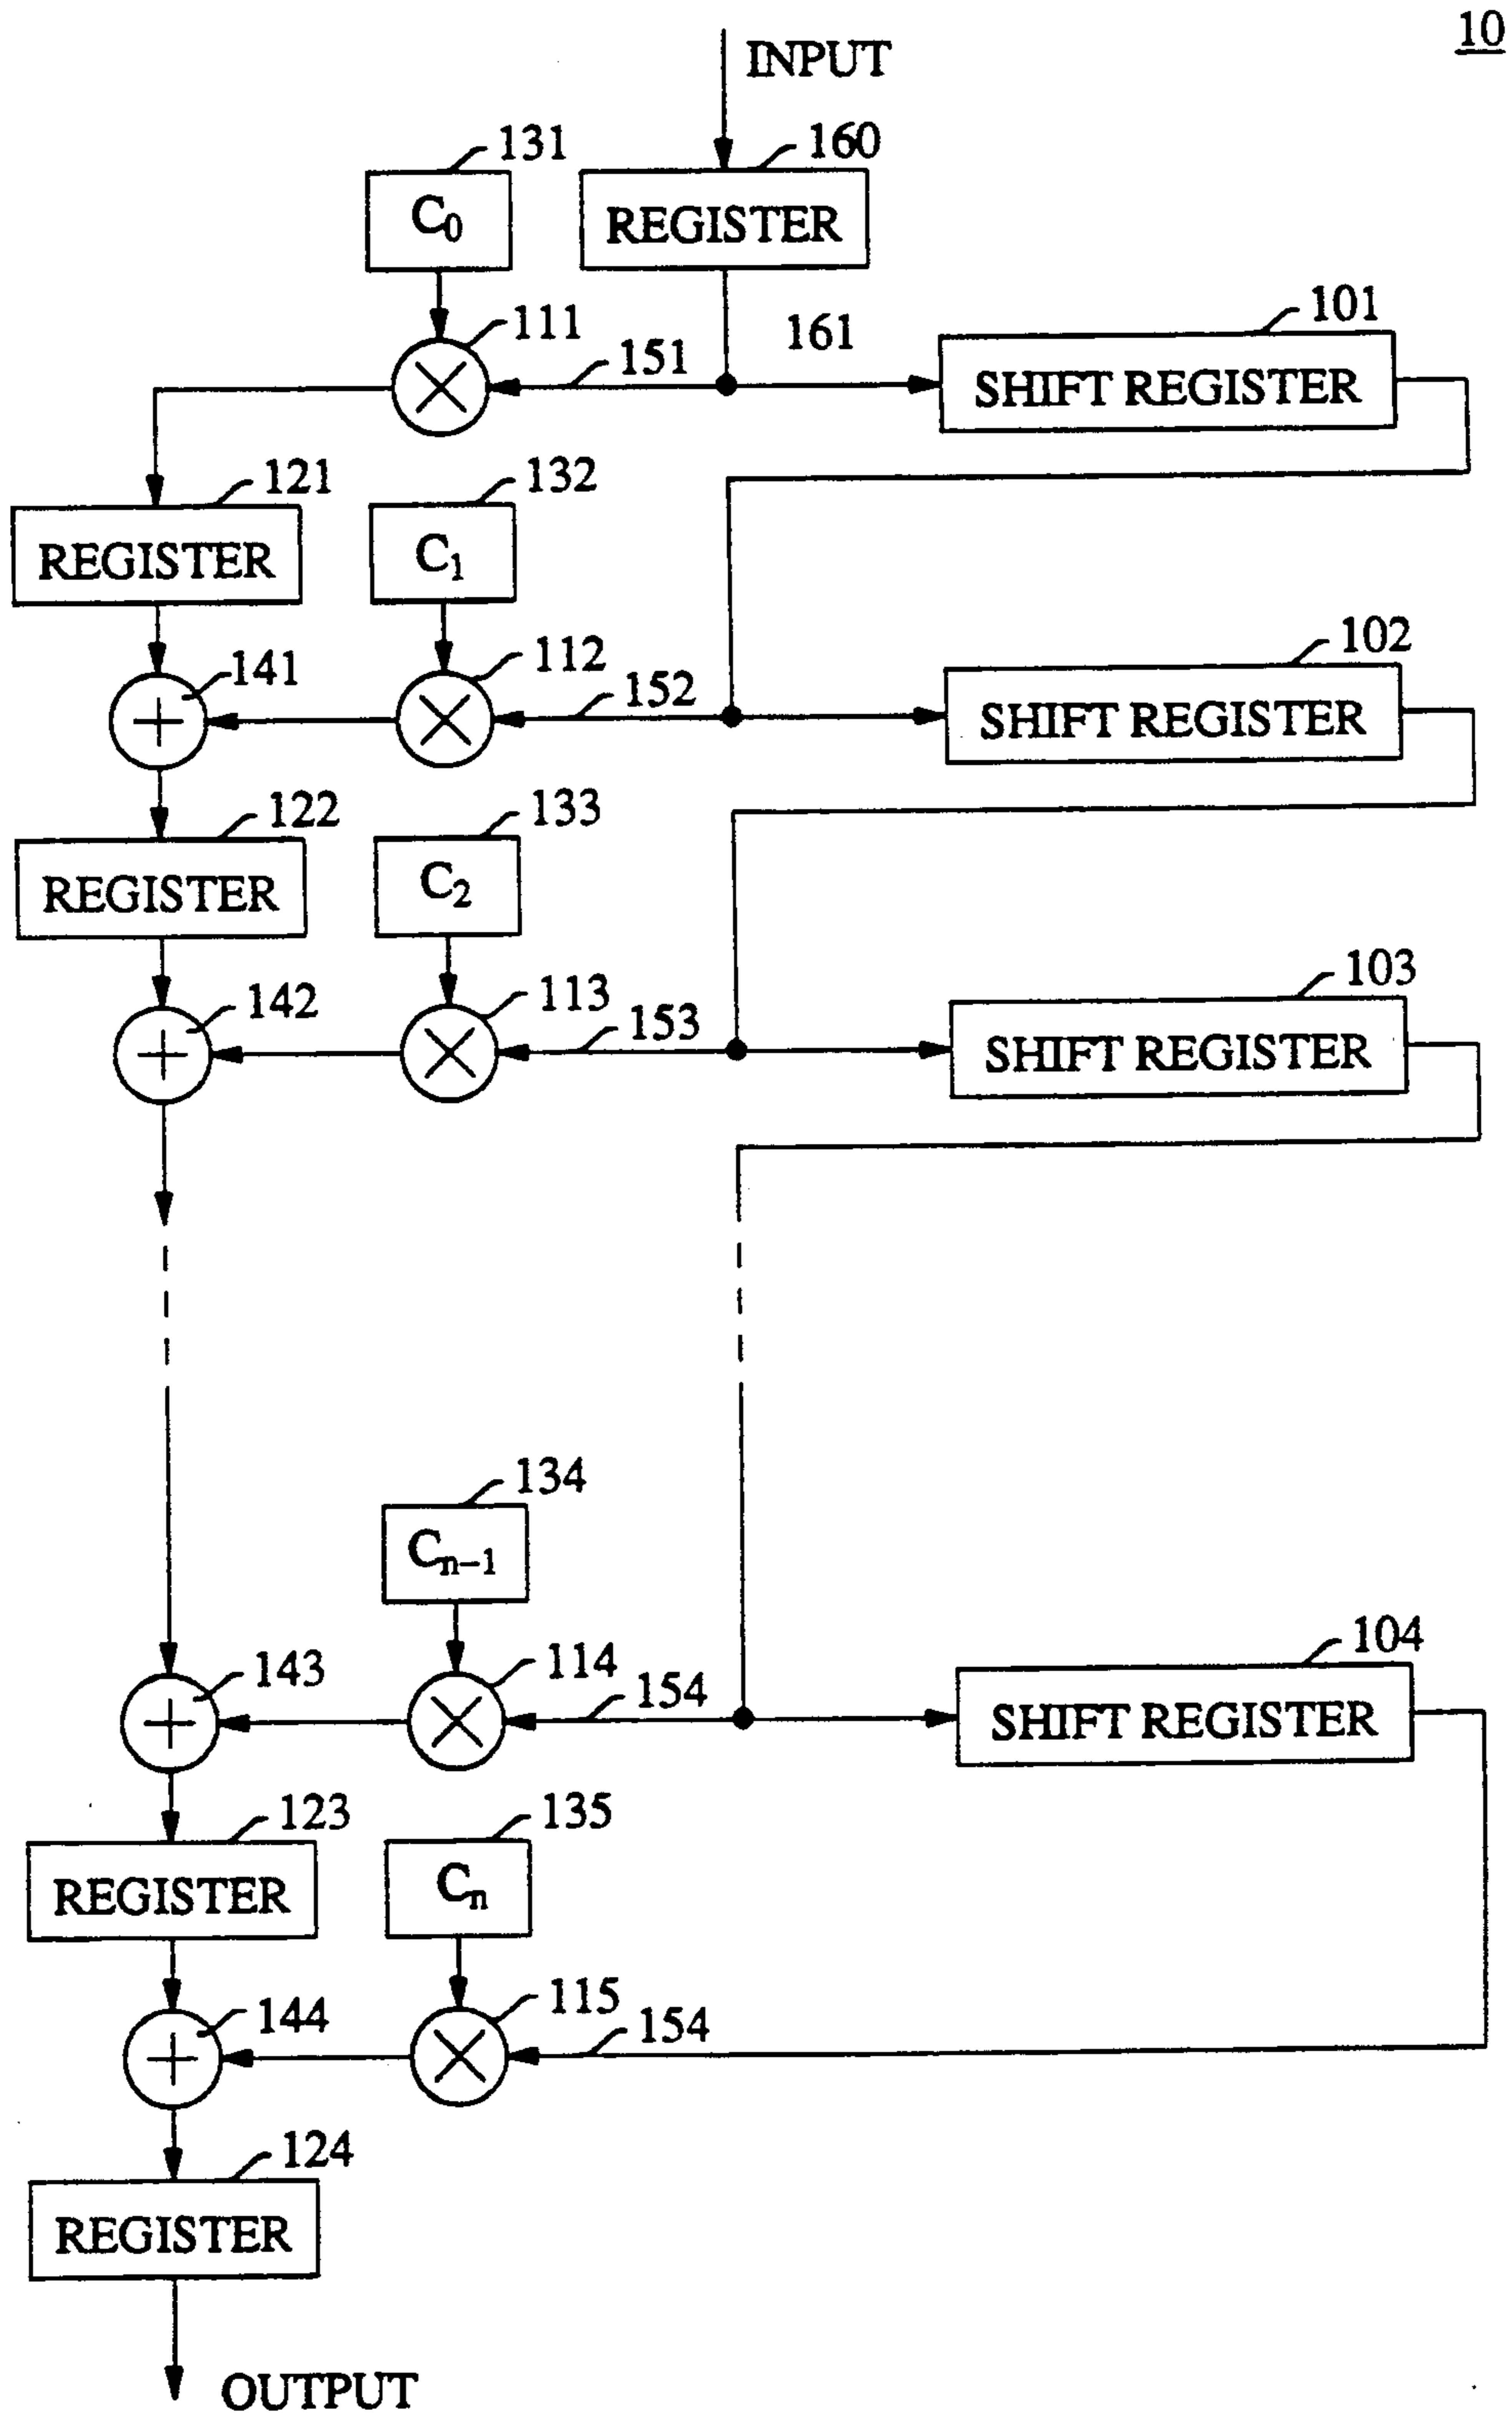 10
INPUT
131
160
C₀
REGISTER
111
151
161
101
SHIFT REGISTER
121
132
REGISTER
C₁
141
112
152
102
SHIFT REGISTER
122
133
REGISTER
C₂
142
113
153
103
SHIFT REGISTER
134
Cₙ₋₁
143
114
154
104
SHIFT REGISTER
123
135
REGISTER
Cₙ
144
115
154
124
REGISTER
OUTPUT